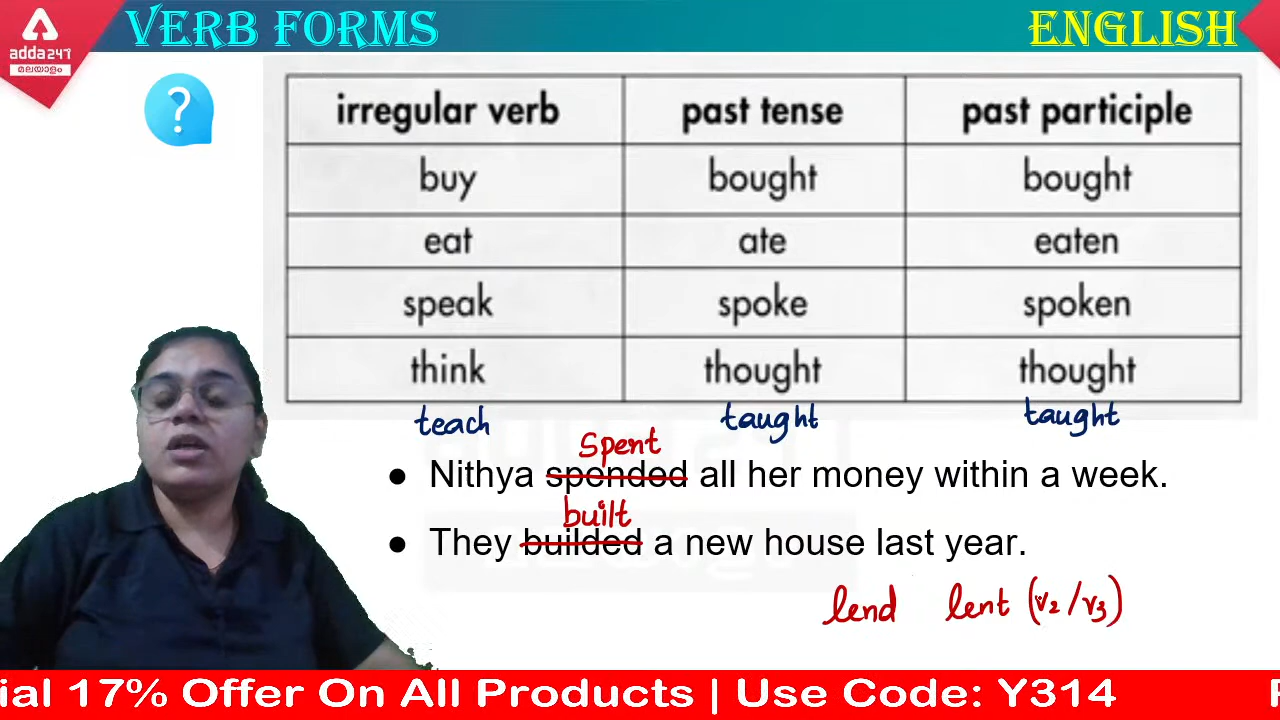 VERB FORMS
ENGLISH
adda247
മലയാളം
?
irregular verb past tense past participle
buy bought bought
eat ate eaten
speak spoke spoken
think thought thought
teach taught taught
spent
• Nithya spended all her money within a week.
built
• They builded a new house last year.
lend lent (v2/v3)
ial 17% Offer On All Products | Use Code: Y314